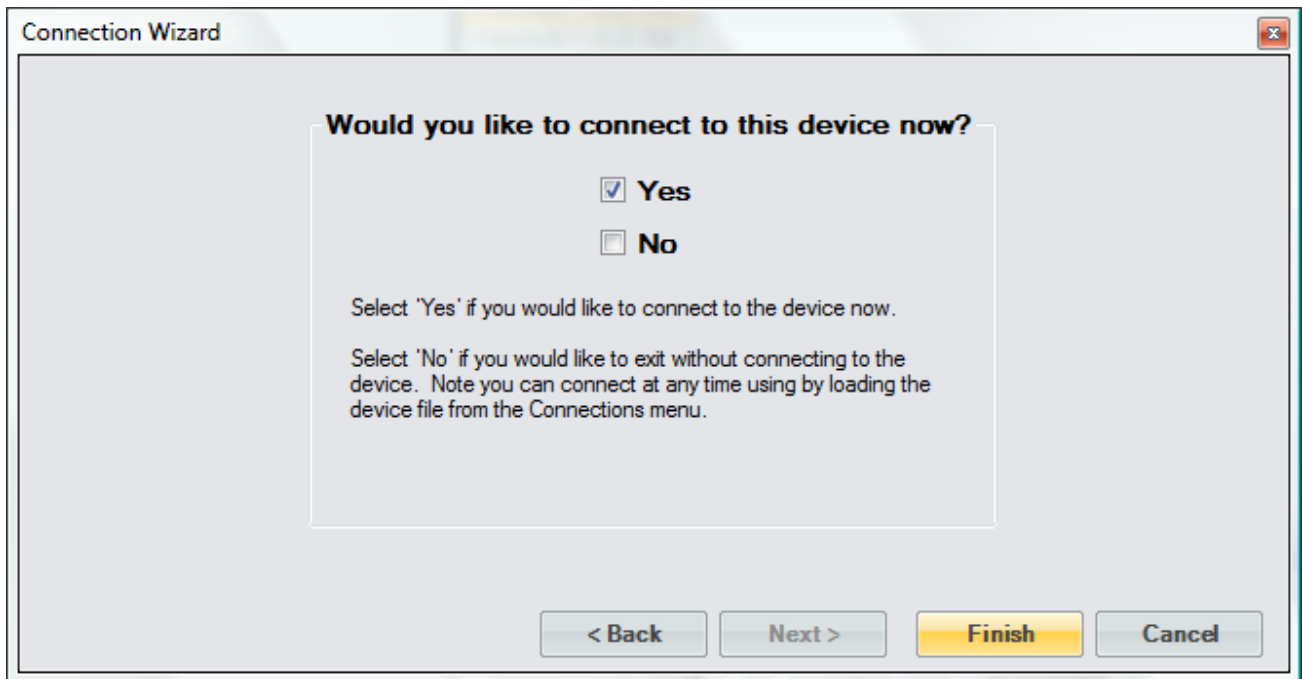 Connection Wizard
Would you like to connect to this device now?
Yes
No
Select 'Yes' if you would like to connect to the device now.
Select 'No' if you would like to exit without connecting to the
device.  Note you can connect at any time using by loading the
device file from the Connections menu.
< Back
Next >
Finish
Cancel